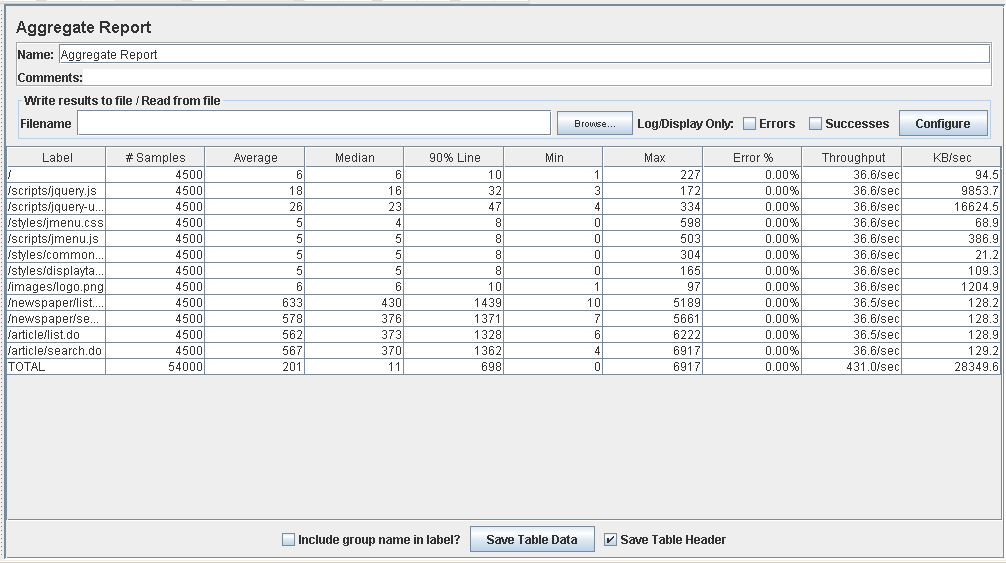 Aggregate Report
Name: Aggregate Report
Comments:
Write results to file / Read from file
Filename Browse... Log/Display Only: Errors Successes Configure
Label # Samples Average Median 90% Line Min Max Error % Throughput KB/sec
/ 4500 6 6 10 1 227 0.00% 36.6/sec 94.5
/scripts/jquery.js 4500 18 16 32 3 172 0.00% 36.6/sec 9853.7
/scripts/jquery-u... 4500 26 23 47 4 334 0.00% 36.6/sec 16624.5
/styles/jmenu.css 4500 5 4 8 0 598 0.00% 36.6/sec 68.9
/scripts/jmenu.js 4500 5 5 8 0 503 0.00% 36.6/sec 386.9
/styles/common... 4500 5 5 8 0 304 0.00% 36.6/sec 21.2
/styles/displayta... 4500 5 5 8 0 165 0.00% 36.6/sec 109.3
/images/logo.png 4500 6 6 10 1 97 0.00% 36.6/sec 1204.9
/newspaper/list.... 4500 633 430 1439 10 5189 0.00% 36.5/sec 128.2
/newspaper/se... 4500 578 376 1371 7 5661 0.00% 36.6/sec 128.3
/article/list.do 4500 562 373 1328 6 6222 0.00% 36.5/sec 128.9
/article/search.do 4500 567 370 1362 4 6917 0.00% 36.6/sec 129.2
TOTAL 54000 201 11 698 0 6917 0.00% 431.0/sec 28349.6
Include group name in label? Save Table Data Save Table Header